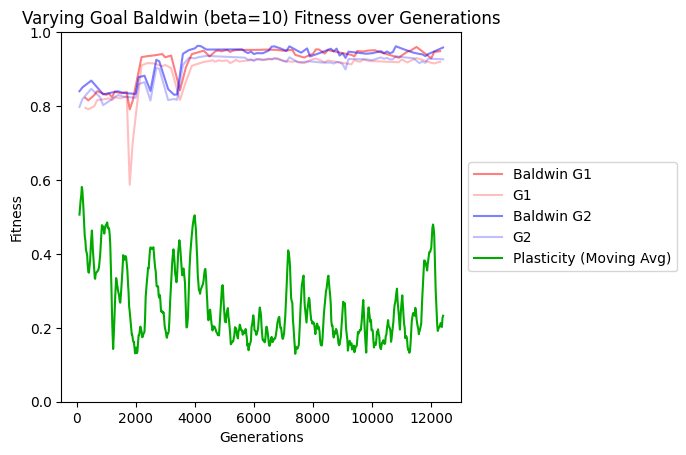 Varying Goal Baldwin (beta=10) Fitness over Generations
1.0
0.8
0.6
0.4
0.2
0.0
Fitness
0 2000 4000 6000 8000 10000 12000
Generations
Baldwin G1
G1
Baldwin G2
G2
Plasticity (Moving Avg)